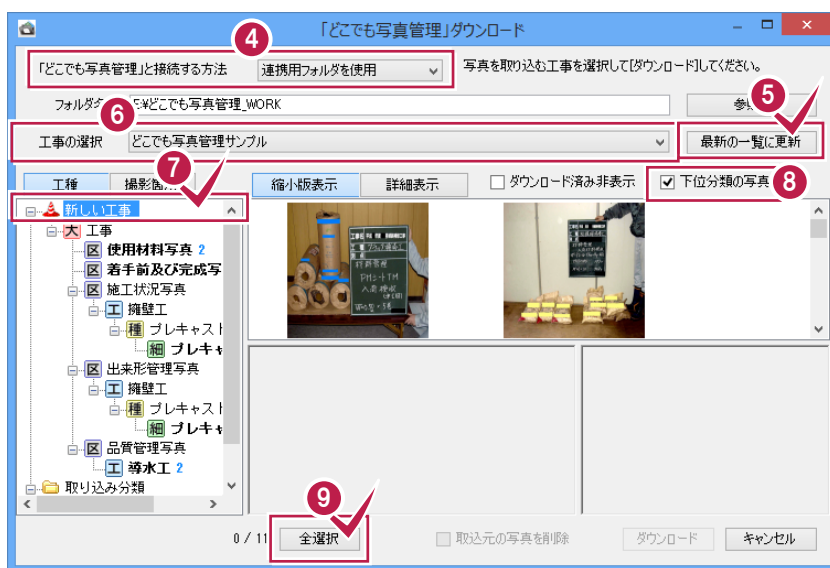 「どこでも写真管理」ダウンロード
4
「どこでも写真管理」と接続する方法 連携用フォルダを使用 写真を取り込む工事を選択して[ダウンロード]してください。
5
6
¥どこでも写真管理_WORK
工事の選択 どこでも写真管理サンプル 最新の一覧に更新
7
8
工種 縮小版表示 詳細表示 ダウンロード済み非表示 下位分類の写真
新しい工事
大 工事
区 使用材料写真 2
区 着手前及び完成写
区 施工状況写真
工 擁壁工
種 プレキャスト
細 プレキャ
区 出来形管理写真
工 擁壁工
種 プレキャスト
細 プレキャ
区 品質管理写真
工 導水工 2
取り込み分類
9
0 / 11 全選択 取込元の写真を削除 ダウンロード キャンセル